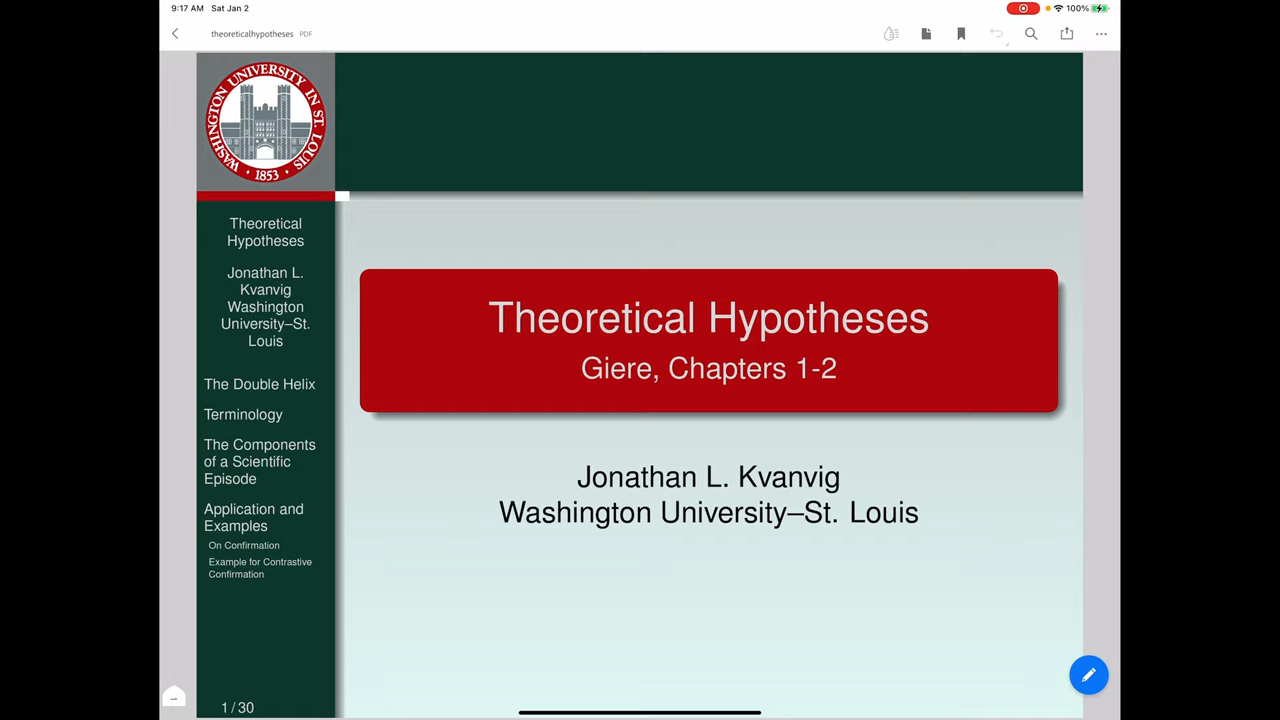 9:17 AM Sat Jan 2
100%
theoreticalhypotheses PDF
WASHINGTON UNIVERSITY IN ST. LOUIS
1853
Theoretical
Hypotheses
Jonathan L.
Kvanvig
Washington
University–St.
Louis
The Double Helix
Terminology
The Components
of a Scientific
Episode
Application and
Examples
On Confirmation
Example for Contrastive
Confirmation
1 / 30
Theoretical Hypotheses
Giere, Chapters 1-2
Jonathan L. Kvanvig
Washington University–St. Louis